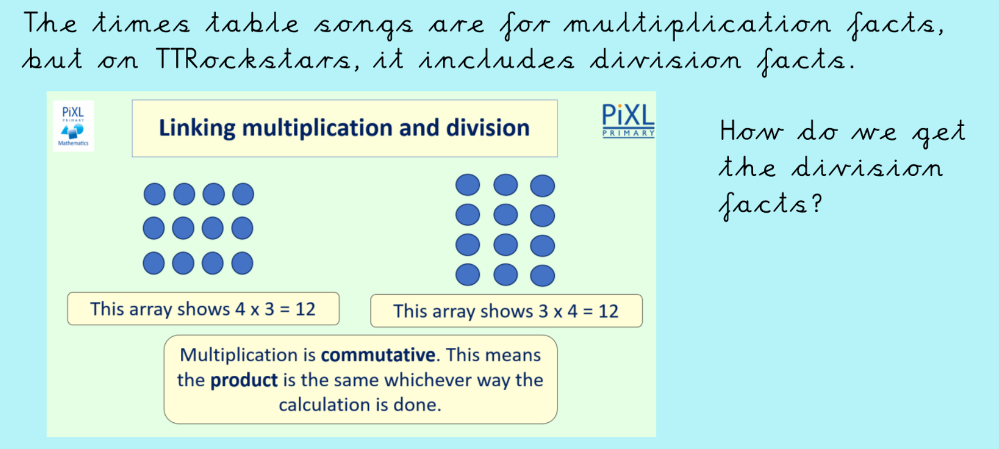 The times table songs are for multiplication facts,
but on TTRockstars, it includes division facts.
PiXL
PRIMARY
Mathematics
Linking multiplication and division
PiXL
PRIMARY
How do we get
the division
facts?
This array shows 4 x 3 = 12
This array shows 3 x 4 = 12
Multiplication is commutative. This means
the product is the same whichever way the
calculation is done.